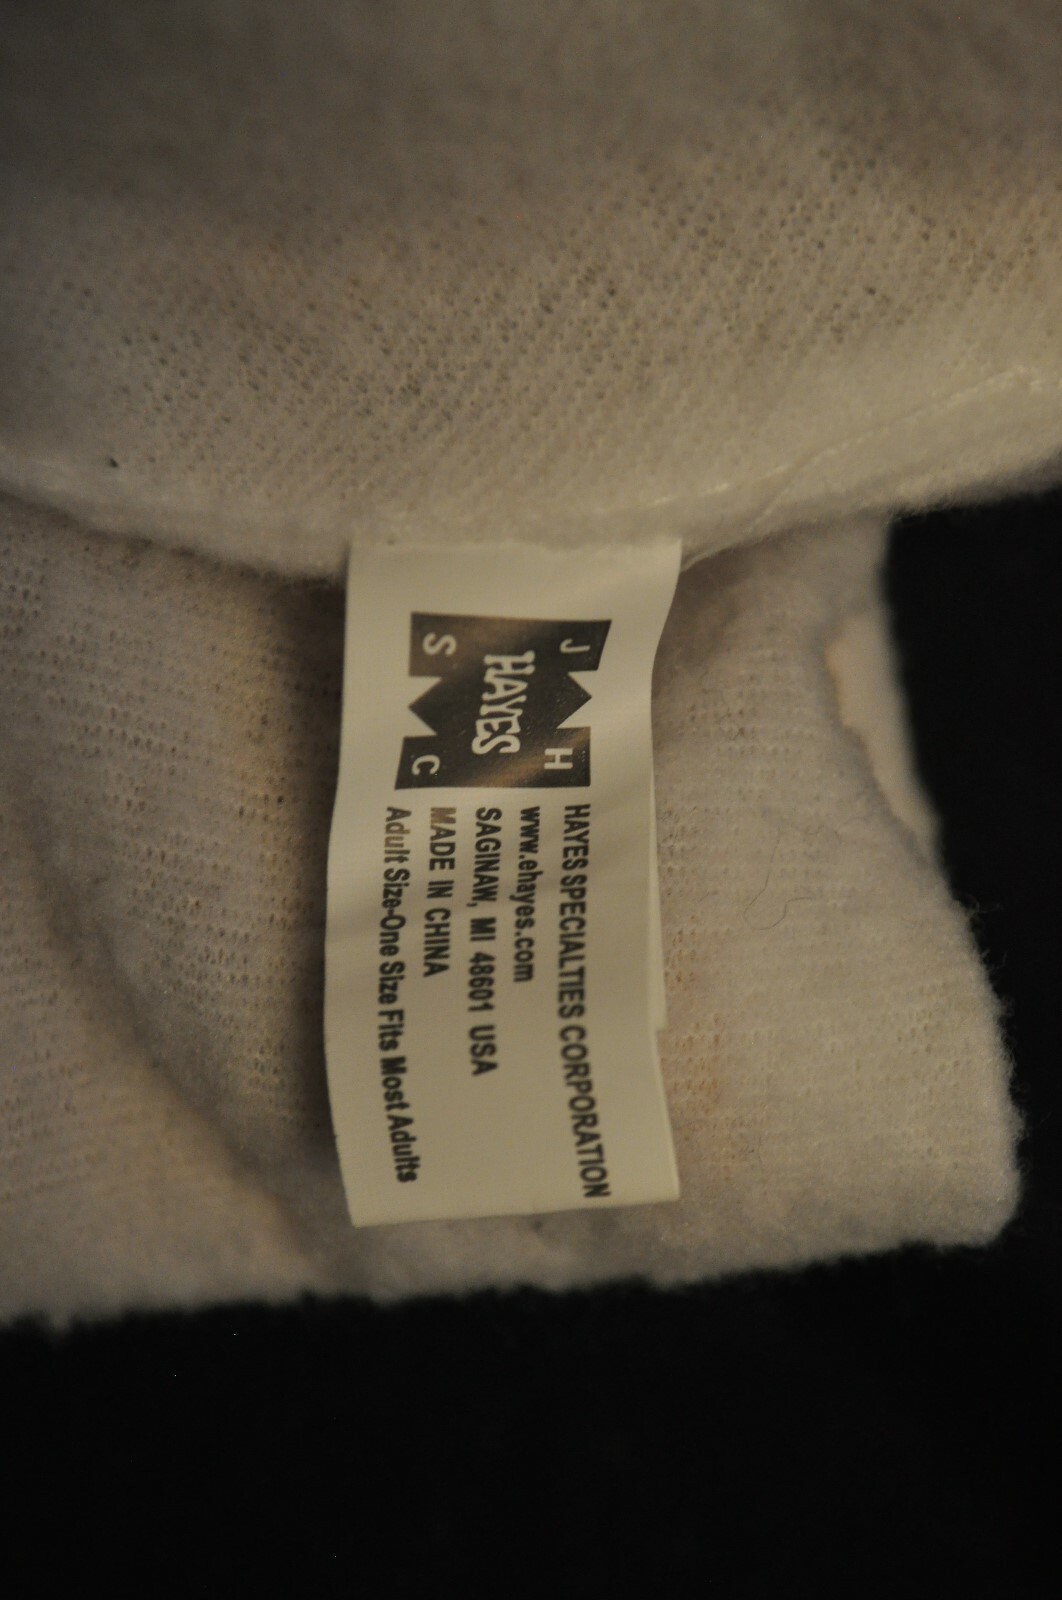 J H
HAYES
S C
HAYES SPECIALTIES CORPORATION
www.ehayes.com
SAGINAW, MI 48601 USA
MADE IN CHINA
Adult Size-One Size Fits Most Adults